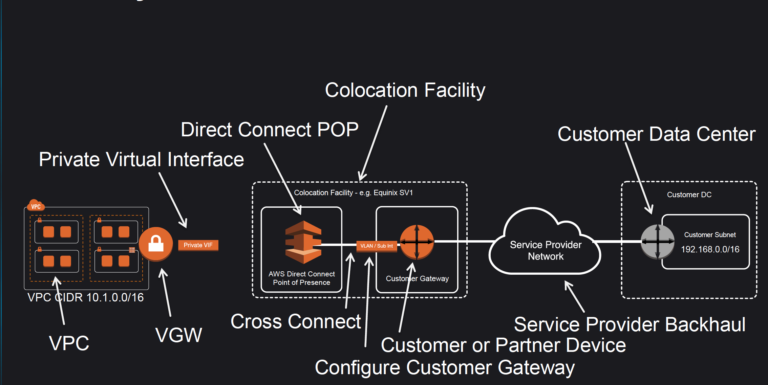 Colocation Facility
Direct Connect POP
Customer Data Center
Private Virtual Interface
Colocation Facility - e.g. Equinix SV1
Customer DC
VPC
Private VIF
VLAN / Sub Int
Service Provider
Network
Customer Subnet
192.168.0.0/16
AWS Direct Connect
Point of Presence
Customer Gateway
VPC CIDR 10.1.0.0/16
VPC
VGW
Cross Connect
Service Provider Backhaul
Customer or Partner Device
Configure Customer Gateway